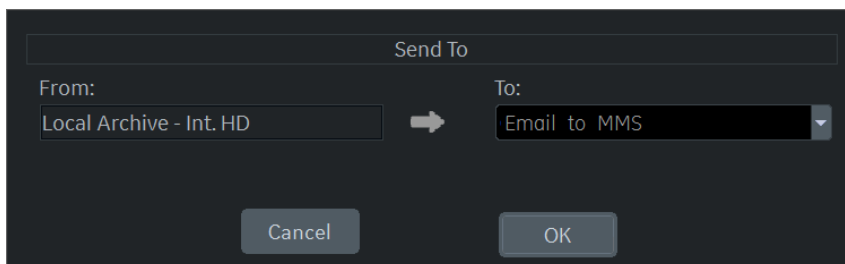 Send To
From:
To:
Local Archive - Int. HD
Email to MMS
Cancel
OK